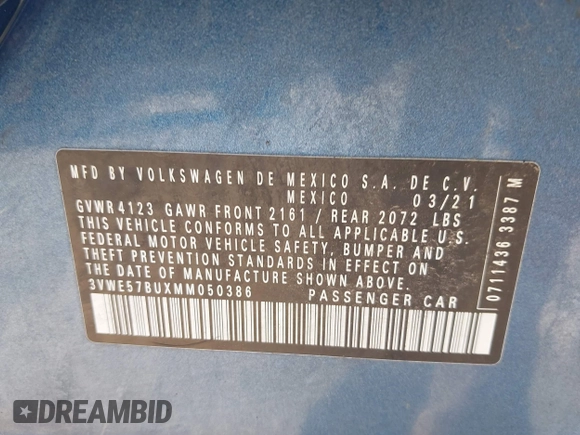 MFD BY VOLKSWAGEN DE MEXICO S.A. DE C.V.
MEXICO 03/21
GVWR 4123 GAWR FRONT 2161 / REAR 2072 LBS
THIS VEHICLE CONFORMS TO ALL APPLICABLE U.S.
FEDERAL MOTOR VEHICLE SAFETY, BUMPER AND
THEFT PREVENTION STANDARDS IN EFFECT ON THE
DATE OF MANUFACTURE SHOWN ABOVE.
3VWE57BUXMM050386 PASSENGER CAR
0711436 3387 M
DREAMBID